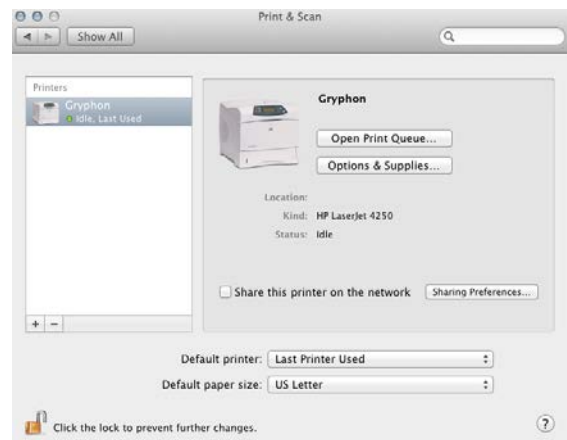 Print & Scan
Show All
Printers
Gryphon
Idle, Last Used
Gryphon
Open Print Queue...
Options & Supplies...
Location:
Kind: HP LaserJet 4250
Status: Idle
Share this printer on the network Sharing Preferences...
+ −
Default printer: Last Printer Used
Default paper size: US Letter
Click the lock to prevent further changes. ?